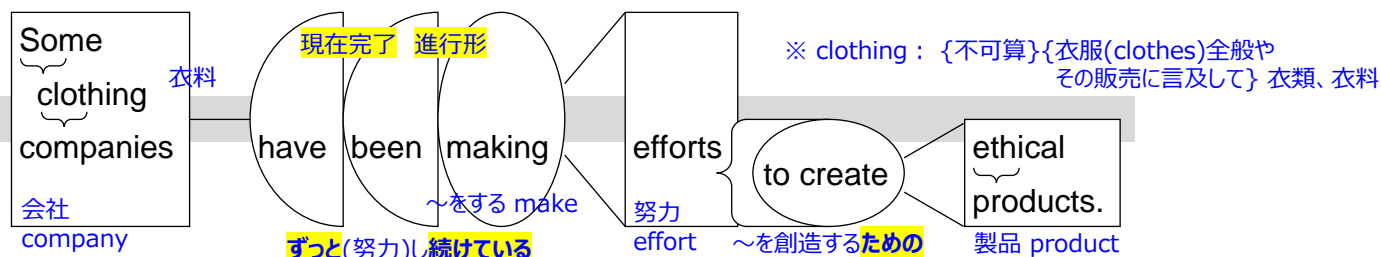 Some
clothing
companies
会社
company
衣料
現在完了 進行形
have been making
~をする make
ずっと(努力)し続けている
efforts
努力
effort
to create
~を創造するための
ethical
products.
製品 product
※ clothing : {不可算}{衣服(clothes)全般や
その販売に言及して} 衣類、衣料